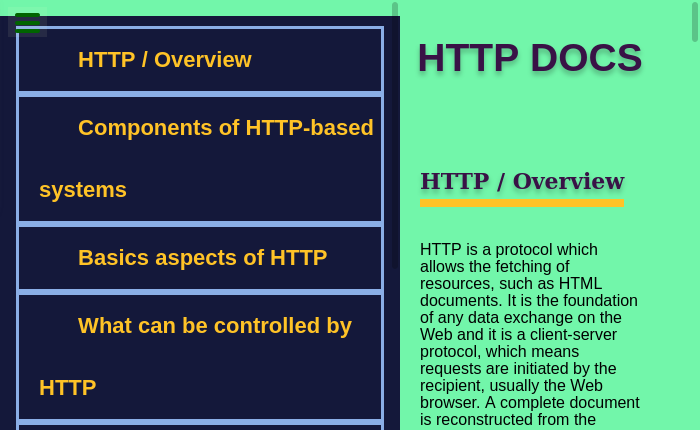 HTTP / Overview
Components of HTTP-based
systems
Basics aspects of HTTP
What can be controlled by
HTTP
HTTP DOCS
HTTP / Overview
HTTP is a protocol which
allows the fetching of
resources, such as HTML
documents. It is the foundation
of any data exchange on the
Web and it is a client-server
protocol, which means
requests are initiated by the
recipient, usually the Web
browser. A complete document
is reconstructed from the